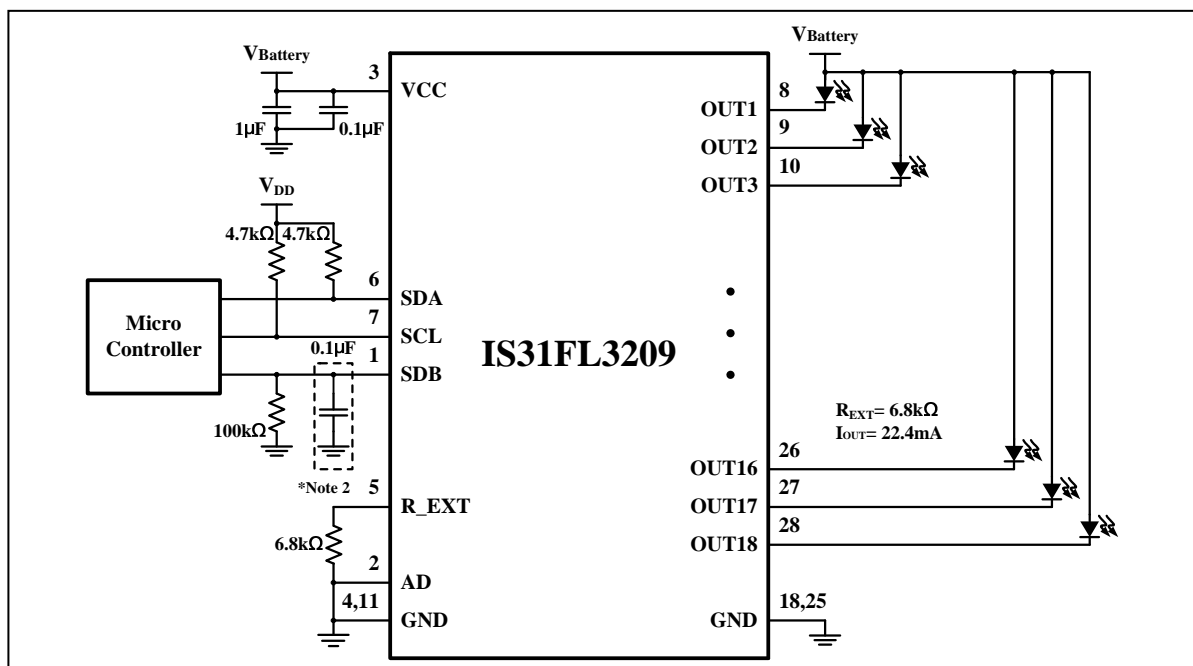 VBattery
3
VCC
1µF
0.1µF
VDD
4.7kΩ
4.7kΩ
6
SDA
7
SCL
0.1µF
1
SDB
Micro
Controller
100kΩ
*Note 2
5
R_EXT
6.8kΩ
2
AD
4,11
GND
IS31FL3209
VBattery
8
OUT1
9
OUT2
10
OUT3
REXT= 6.8kΩ
IOUT= 22.4mA
26
OUT16
27
OUT17
28
OUT18
18,25
GND